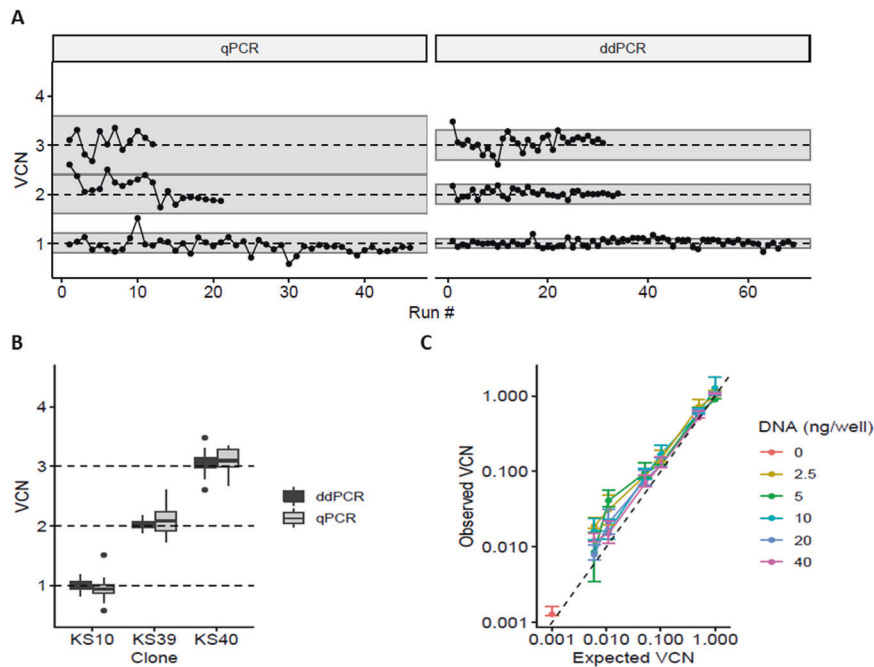 A
qPCR
ddPCR
4
3
2
1
VCN
0 10 20 30 40
0 20 40 60
Run #
B
4
3
2
1
VCN
KS10 KS39 KS40
Clone
ddPCR
qPCR
C
1.000
0.100
0.010
0.001
Observed VCN
0.001 0.010 0.100 1.000
Expected VCN
DNA (ng/well)
0
2.5
5
10
20
40